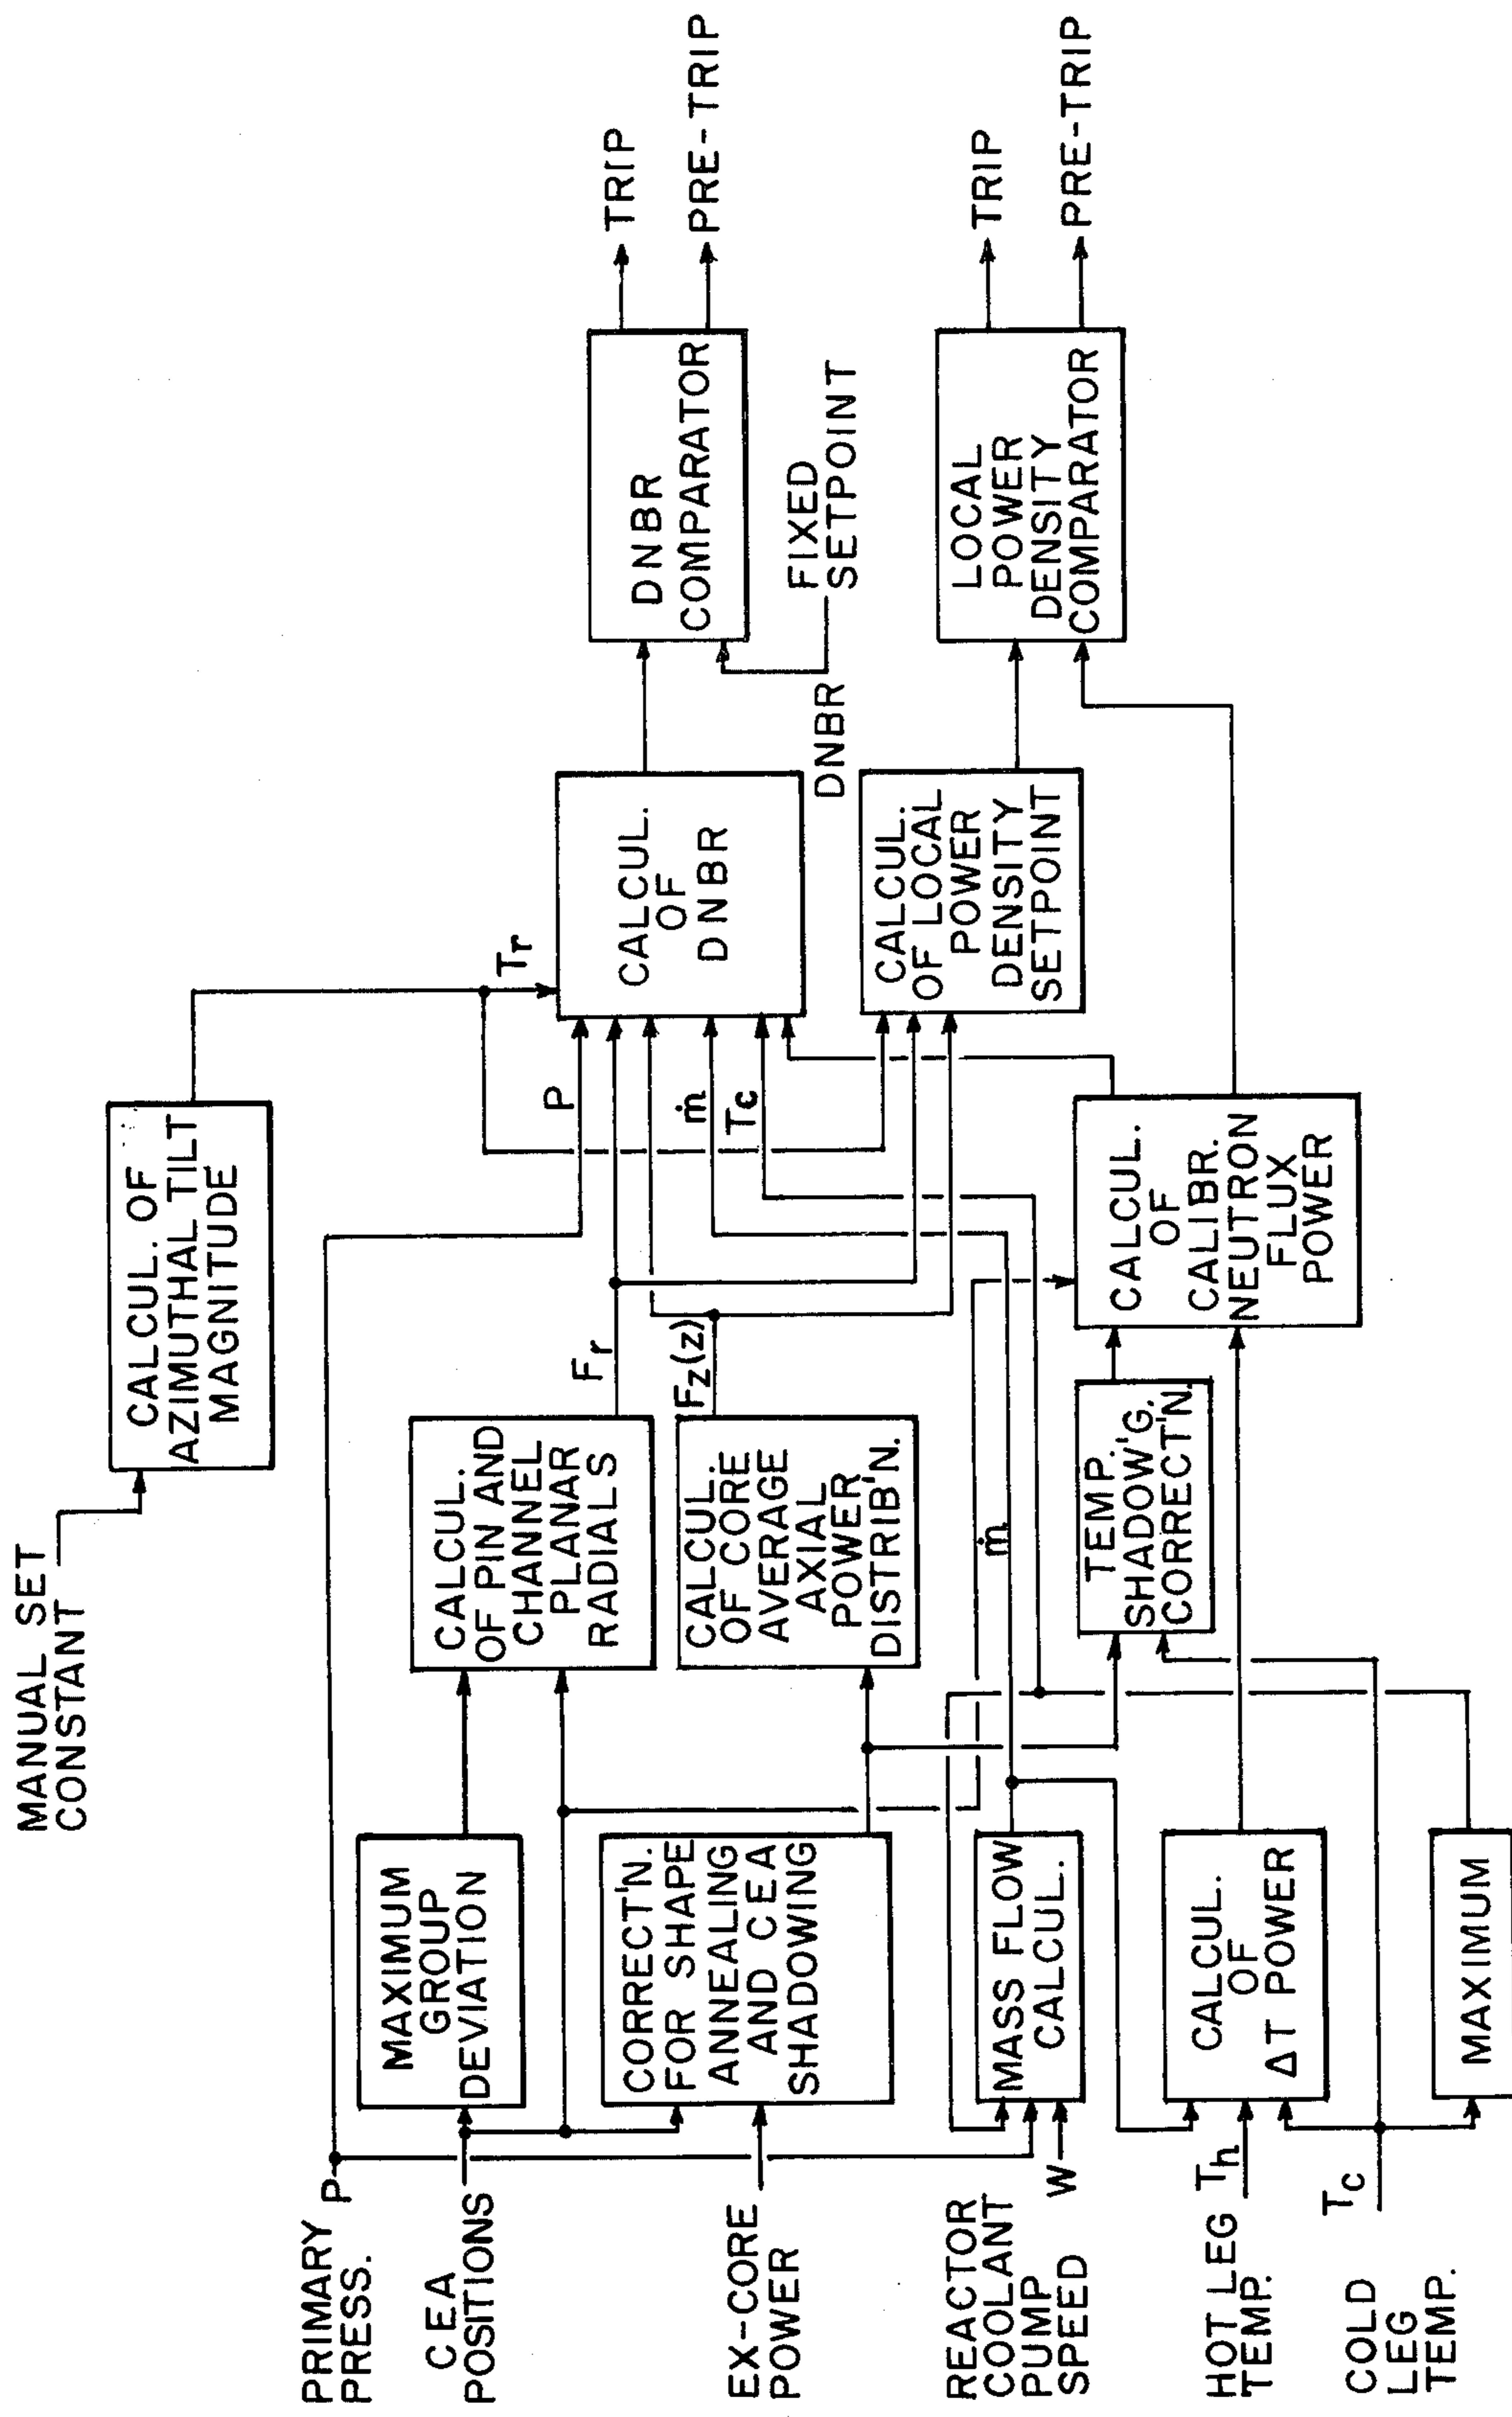 MANUAL SET
CONSTANT
CALCUL. OF
AZIMUTHAL TILT
MAGNITUDE
Tr
PRIMARY
PRESS.
P
P
CEA
POSITIONS
MAXIMUM
GROUP
DEVIATION
CALCUL.
OF PIN AND
CHANNEL
PLANAR
RADIALS
Fr
CALCUL.
OF
DNBR
DNBR
COMPARATOR
TRIP
PRE-TRIP
EX-CORE
POWER
CORRECT'N.
FOR SHAPE
ANNEALING
AND CEA
SHADOWING
CALCUL.
OF CORE
AVERAGE
AXIAL
POWER
DISTRIB'N.
Fz(z)
ṁ
Tc
DNBR
FIXED
SETPOINT
REACTOR
COOLANT
PUMP
SPEED
W
MASS FLOW
CALCUL.
ṁ
CALCUL.
OF LOCAL
POWER
DENSITY
SETPOINT
LOCAL
POWER
DENSITY
COMPARATOR
TRIP
PRE-TRIP
HOT LEG
TEMP.
Th
CALCUL.
OF
ΔT POWER
TEMP.
SHADOW'G.
CORRECT'N.
CALCUL.
OF
CALIBR.
NEUTRON
FLUX
POWER
COLD
LEG
TEMP.
Tc
MAXIMUM